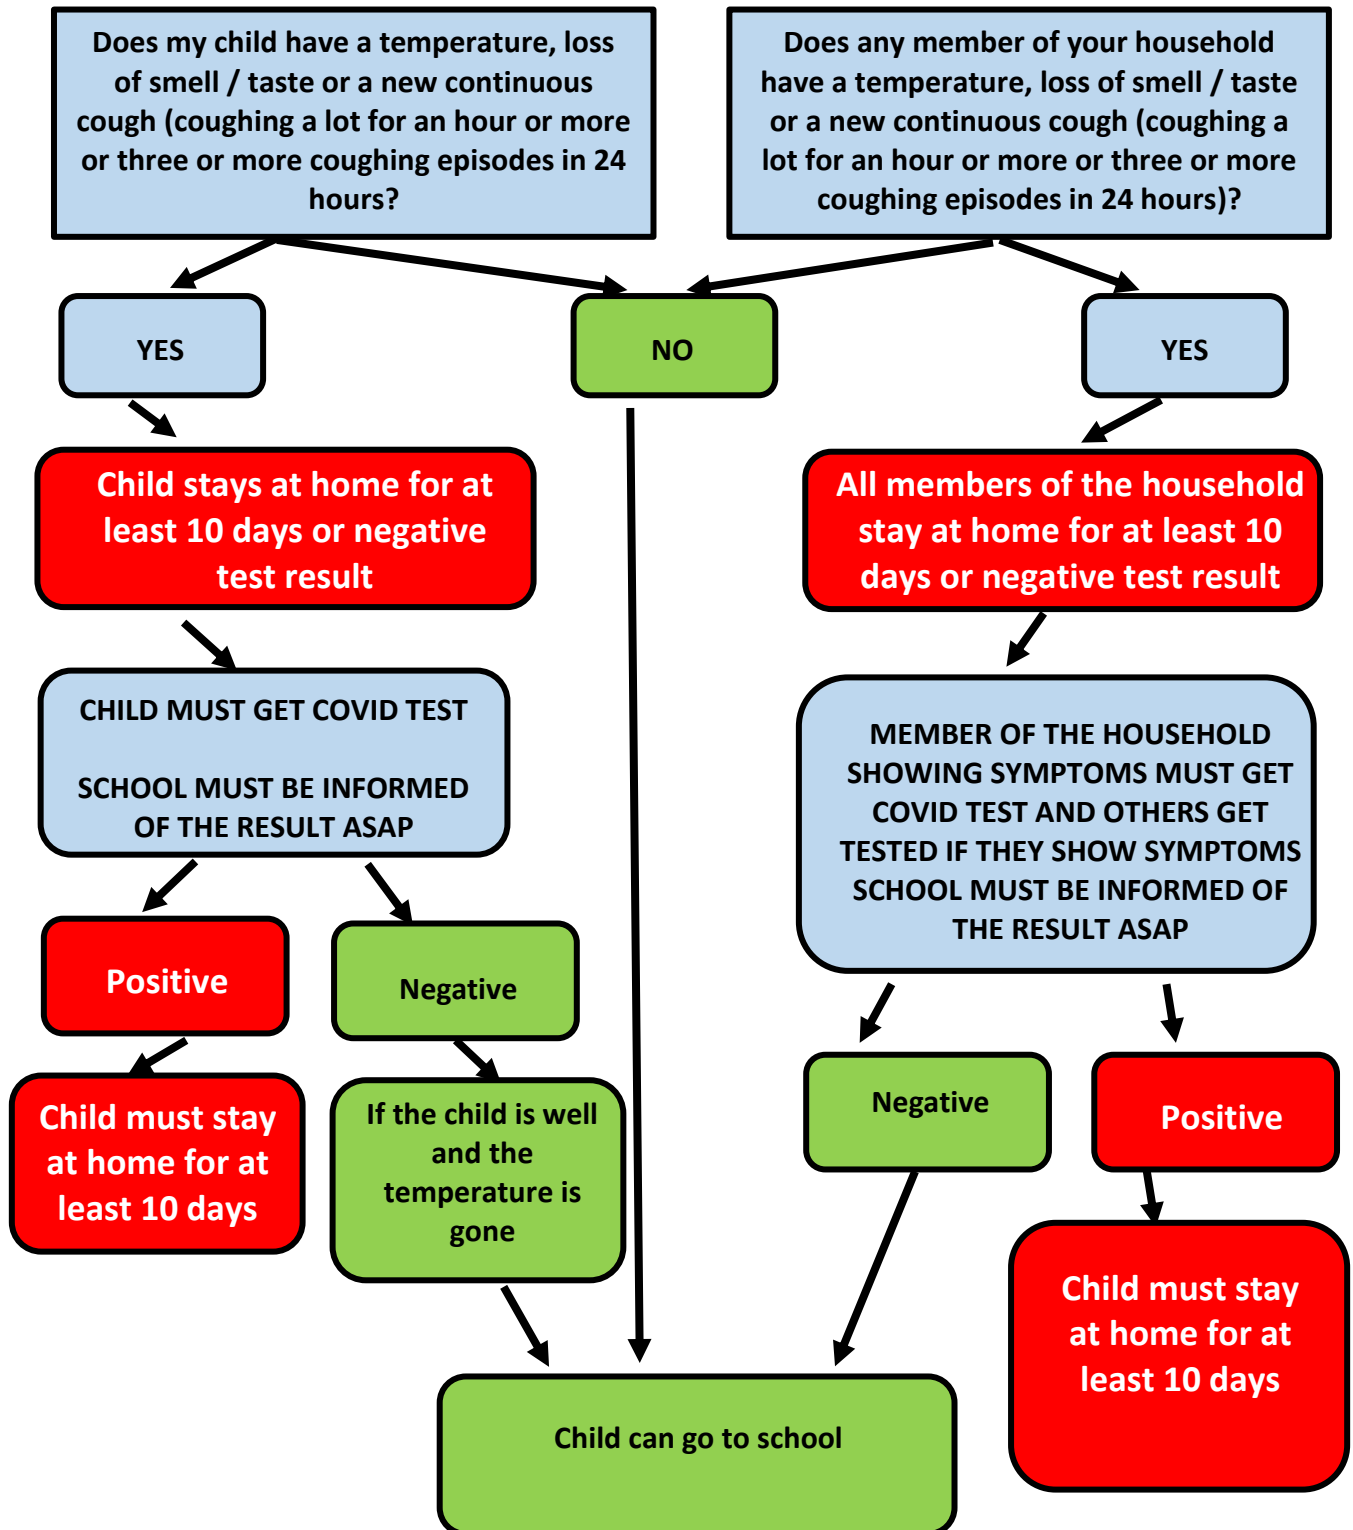 Does my child have a temperature, loss
of smell / taste or a new continuous
cough (coughing a lot for an hour or more
or three or more coughing episodes in 24
hours?
Does any member of your household
have a temperature, loss of smell / taste
or a new continuous cough (coughing a
lot for an hour or more or three or more
coughing episodes in 24 hours)?
YES
NO
YES
Child stays at home for at
least 10 days or negative
test result
All members of the household
stay at home for at least 10
days or negative test result
CHILD MUST GET COVID TEST
SCHOOL MUST BE INFORMED
OF THE RESULT ASAP
MEMBER OF THE HOUSEHOLD
SHOWING SYMPTOMS MUST GET
COVID TEST AND OTHERS GET
TESTED IF THEY SHOW SYMPTOMS
SCHOOL MUST BE INFORMED OF
THE RESULT ASAP
Positive
Negative
Negative
Positive
Child must stay
at home for at
least 10 days
If the child is well
and the
temperature is
gone
Child must stay
at home for at
least 10 days
Child can go to school